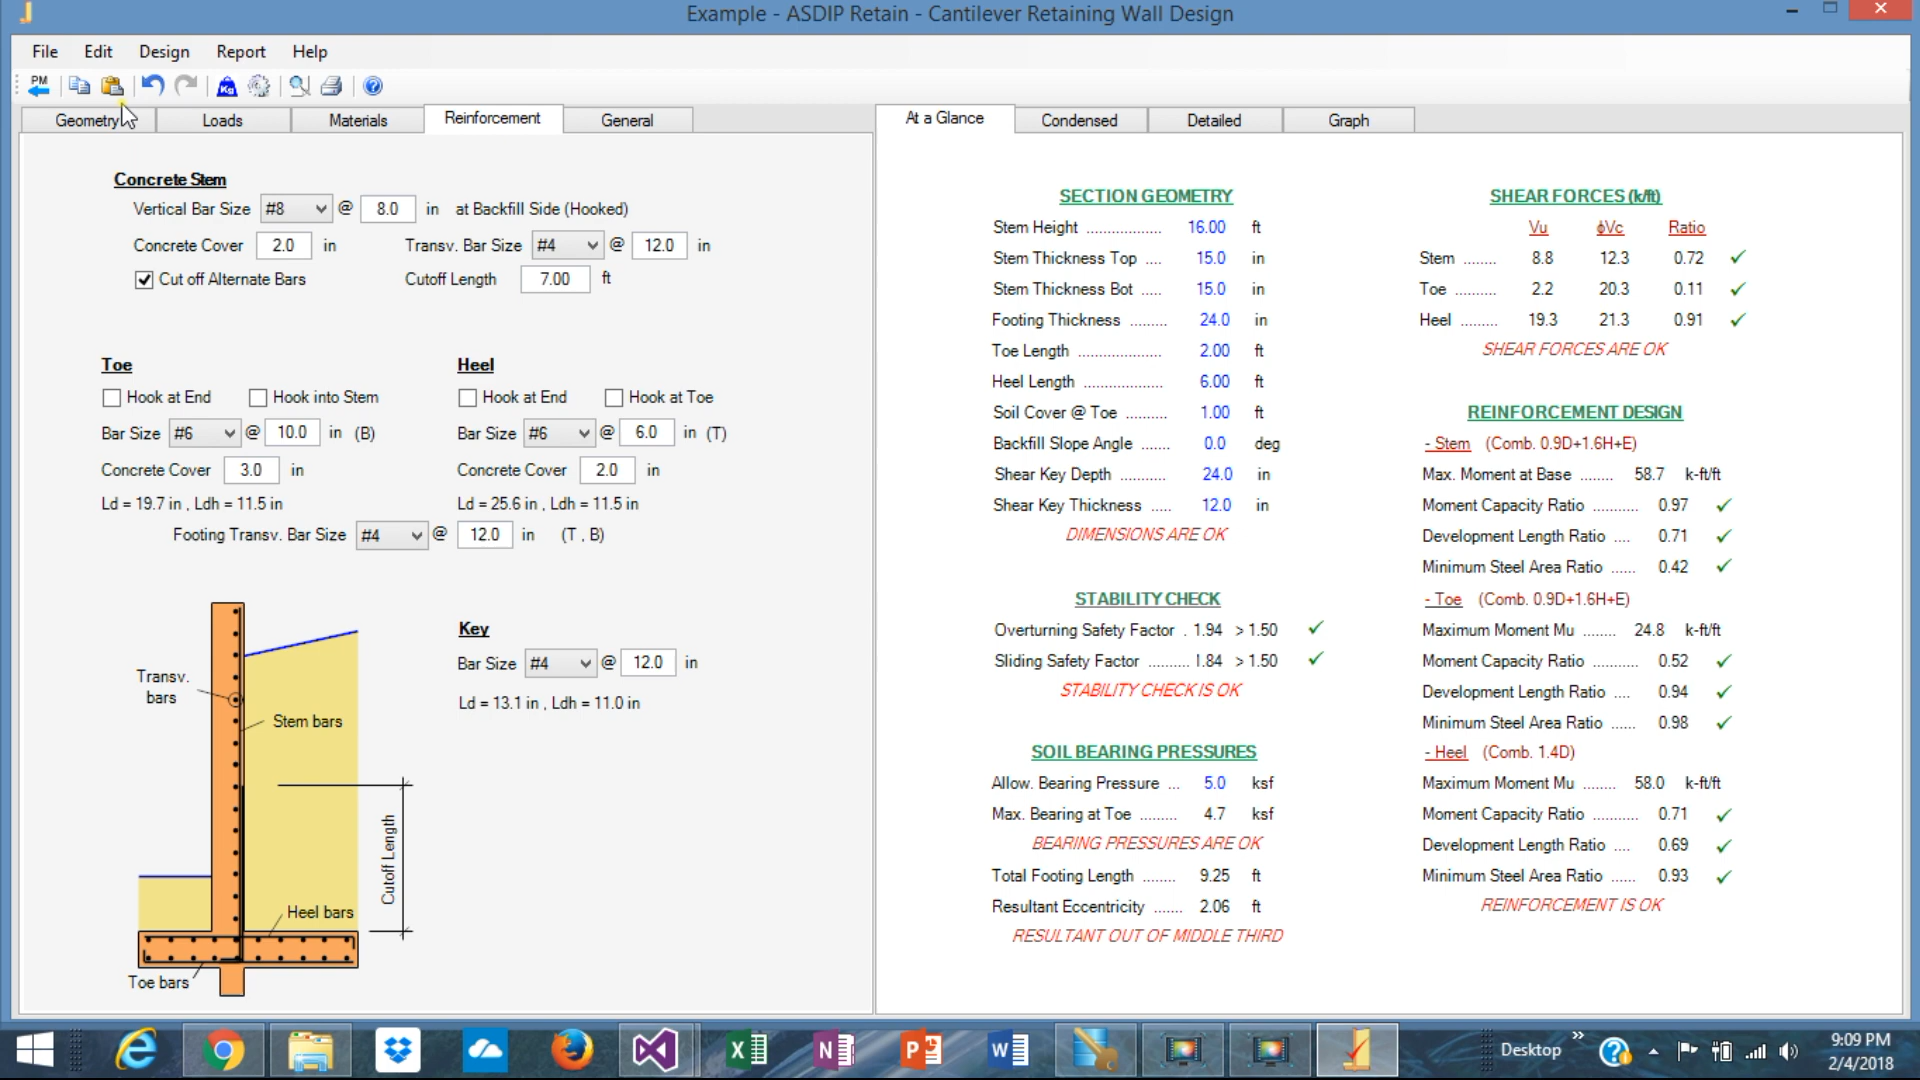 Example - ASDIP Retain - Cantilever Retaining Wall Design
File Edit Design Report Help
PM Kg
Geometry Loads Materials Reinforcement General
Concrete Stem
Vertical Bar Size #8 @ 8.0 in at Backfill Side (Hooked)
Concrete Cover 2.0 in Transv. Bar Size #4 @ 12.0 in
Cut off Alternate Bars Cutoff Length 7.00 ft
Toe
Hook at End Hook into Stem
Bar Size #6 @ 10.0 in (B)
Concrete Cover 3.0 in
Ld = 19.7 in , Ldh = 11.5 in
Heel
Hook at End Hook at Toe
Bar Size #6 @ 6.0 in (T)
Concrete Cover 2.0 in
Ld = 25.6 in , Ldh = 11.5 in
Footing Transv. Bar Size #4 @ 12.0 in (T , B)
Key
Bar Size #4 @ 12.0 in
Ld = 13.1 in , Ldh = 11.0 in
Transv.
bars
Stem bars
Cutoff Length
Heel bars
Toe bars
At a Glance Condensed Detailed Graph
SECTION GEOMETRY
Stem Height ................. 16.00 ft
Stem Thickness Top .... 15.0 in
Stem Thickness Bot ..... 15.0 in
Footing Thickness ......... 24.0 in
Toe Length ..................... 2.00 ft
Heel Length ................... 6.00 ft
Soil Cover @ Toe .......... 1.00 ft
Backfill Slope Angle ....... 0.0 deg
Shear Key Depth ........... 24.0 in
Shear Key Thickness ..... 12.0 in
DIMENSIONS ARE OK
STABILITY CHECK
Overturning Safety Factor . 1.94 > 1.50
Sliding Safety Factor .......... 1.84 > 1.50
STABILITY CHECK IS OK
SOIL BEARING PRESSURES
Allow. Bearing Pressure ... 5.0 ksf
Max. Bearing at Toe ......... 4.7 ksf
BEARING PRESSURES ARE OK
Total Footing Length ........ 9.25 ft
Resultant Eccentricity ....... 2.06 ft
RESULTANT OUT OF MIDDLE THIRD
SHEAR FORCES (k/ft)
Vu ϕVc Ratio
Stem ........ 8.8 12.3 0.72
Toe .......... 2.2 20.3 0.11
Heel ......... 19.3 21.3 0.91
SHEAR FORCES ARE OK
REINFORCEMENT DESIGN
- Stem (Comb. 0.9D+1.6H+E)
Max. Moment at Base ........ 58.7 k-ft/ft
Moment Capacity Ratio ........... 0.97
Development Length Ratio .... 0.71
Minimum Steel Area Ratio ...... 0.42
- Toe (Comb. 0.9D+1.6H+E)
Maximum Moment Mu ........ 24.8 k-ft/ft
Moment Capacity Ratio ........... 0.52
Development Length Ratio .... 0.94
Minimum Steel Area Ratio ...... 0.98
- Heel (Comb. 1.4D)
Maximum Moment Mu ........ 58.0 k-ft/ft
Moment Capacity Ratio ........... 0.71
Development Length Ratio .... 0.69
Minimum Steel Area Ratio ...... 0.93
REINFORCEMENT IS OK
Desktop
9:09 PM
2/4/2018